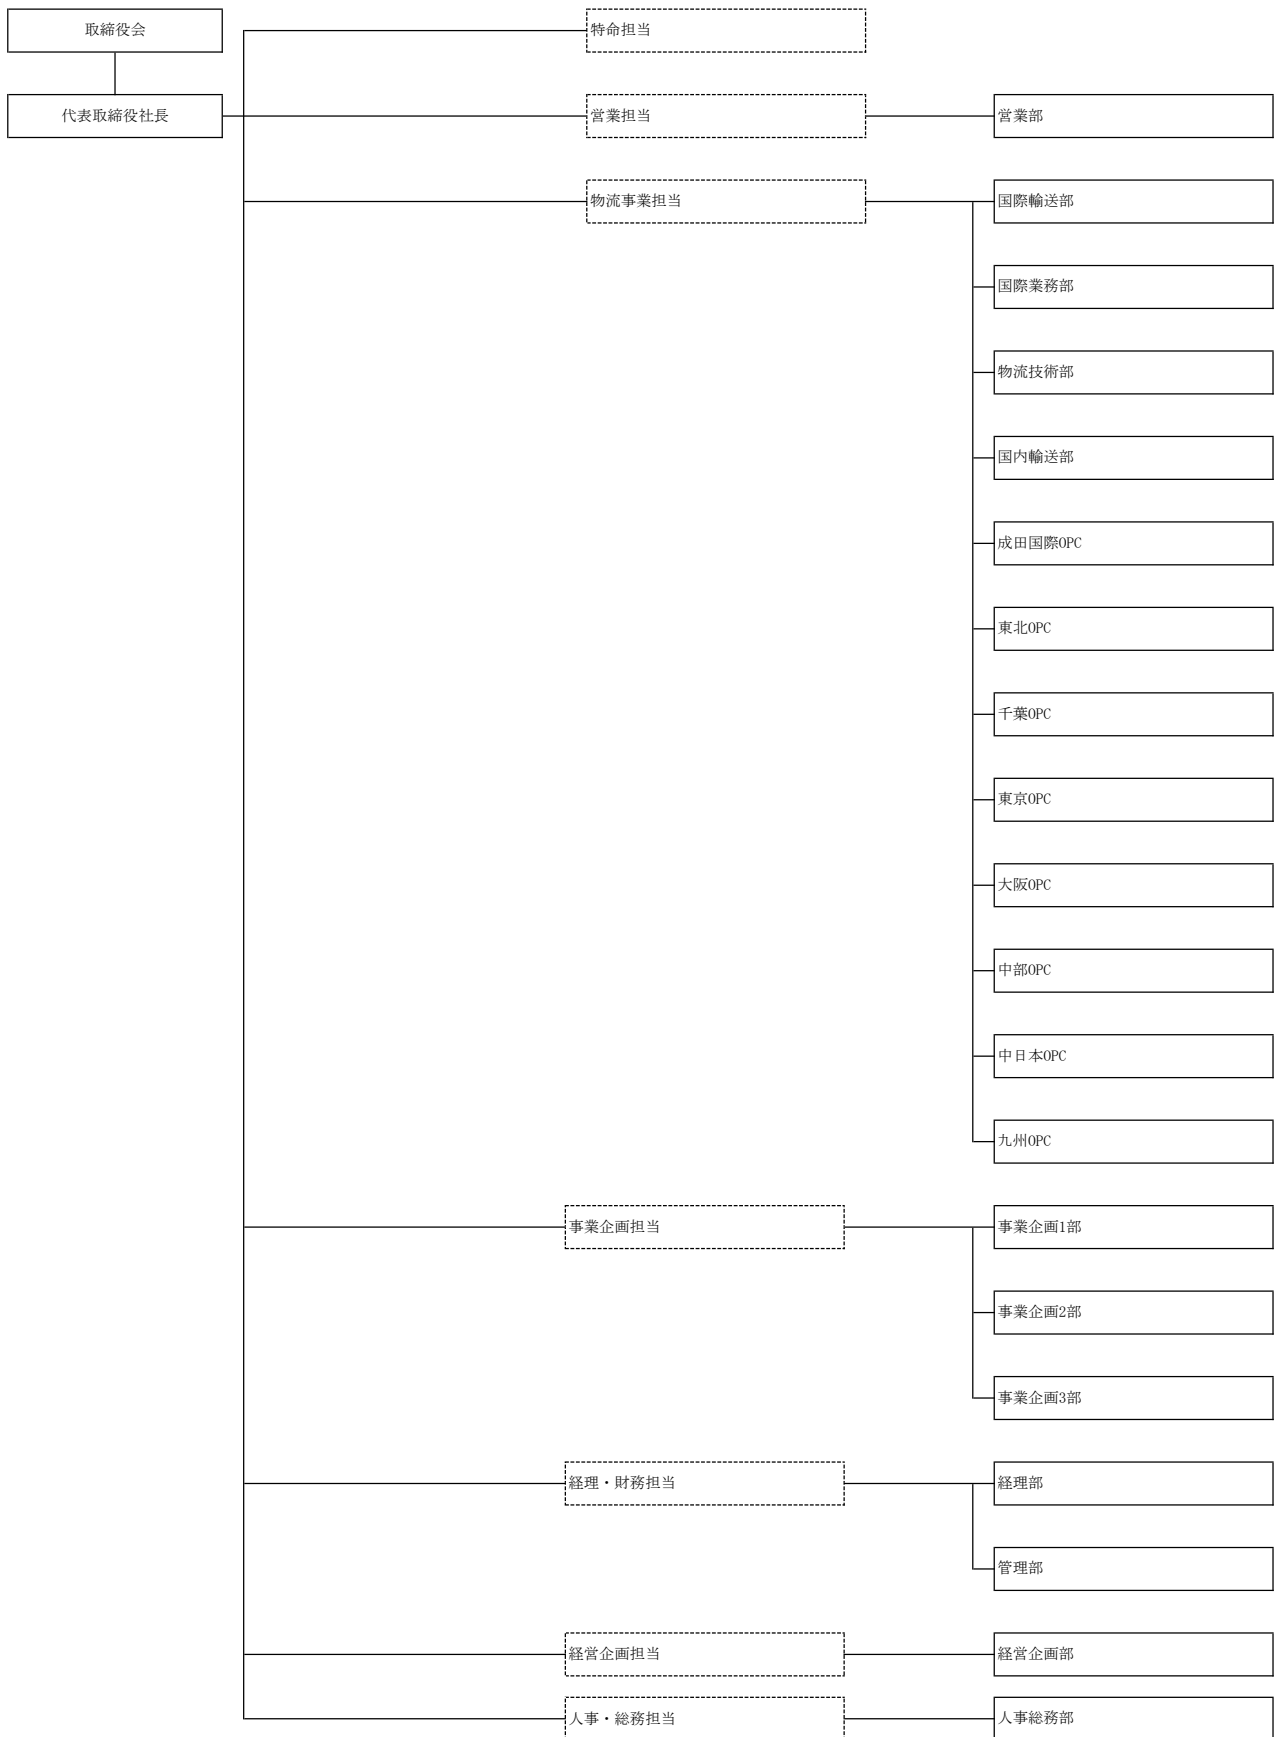 取締役会
特命担当
代表取締役社長
営業担当
営業部
物流事業担当
国際輸送部
国際業務部
物流技術部
国内輸送部
成田国際OPC
東北OPC
千葉OPC
東京OPC
大阪OPC
中部OPC
中日本OPC
九州OPC
事業企画担当
事業企画1部
事業企画2部
事業企画3部
経理・財務担当
経理部
管理部
経営企画担当
経営企画部
人事・総務担当
人事総務部